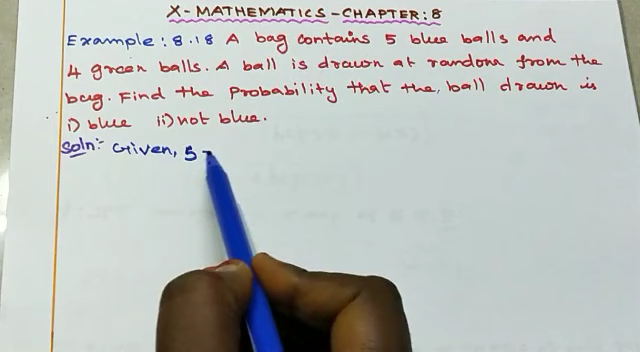 X-MATHEMATICS-CHAPTER:8
Example: 8.18 A bag contains 5 blue balls and
4 green balls. A ball is drawn at random from the
bag. Find the Probability that the, ball drawn is
i) blue ii) not blue.
Soln: Given, 5